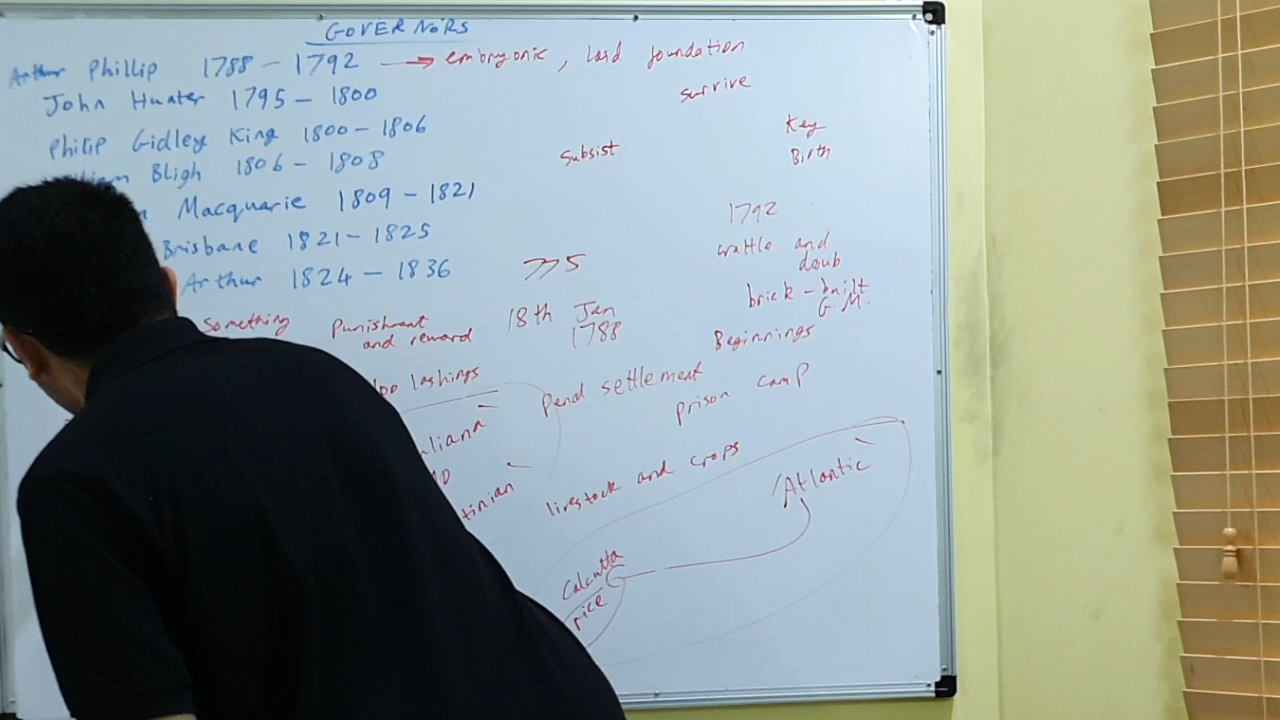 GOVERNORS
Arthur Phillip 1788 – 1792 → embryonic, laid foundation
survive
John Hunter 1795 – 1800
Philip Gidley King 1800 – 1806
Key
Birth
Subsist
Bligh 1806 – 1808
Macquarie 1809 – 1821
1792
Brisbane 1821 – 1825
wattle and
doub
Arthur 1824 – 1836
775
brick – built
G M.
Something
Punishment
and reward
18th Jan
1788
Beginnings
lashings
Penal settlement
prison camp
livestock and crops
"Atlantic"
Calcutta
rice